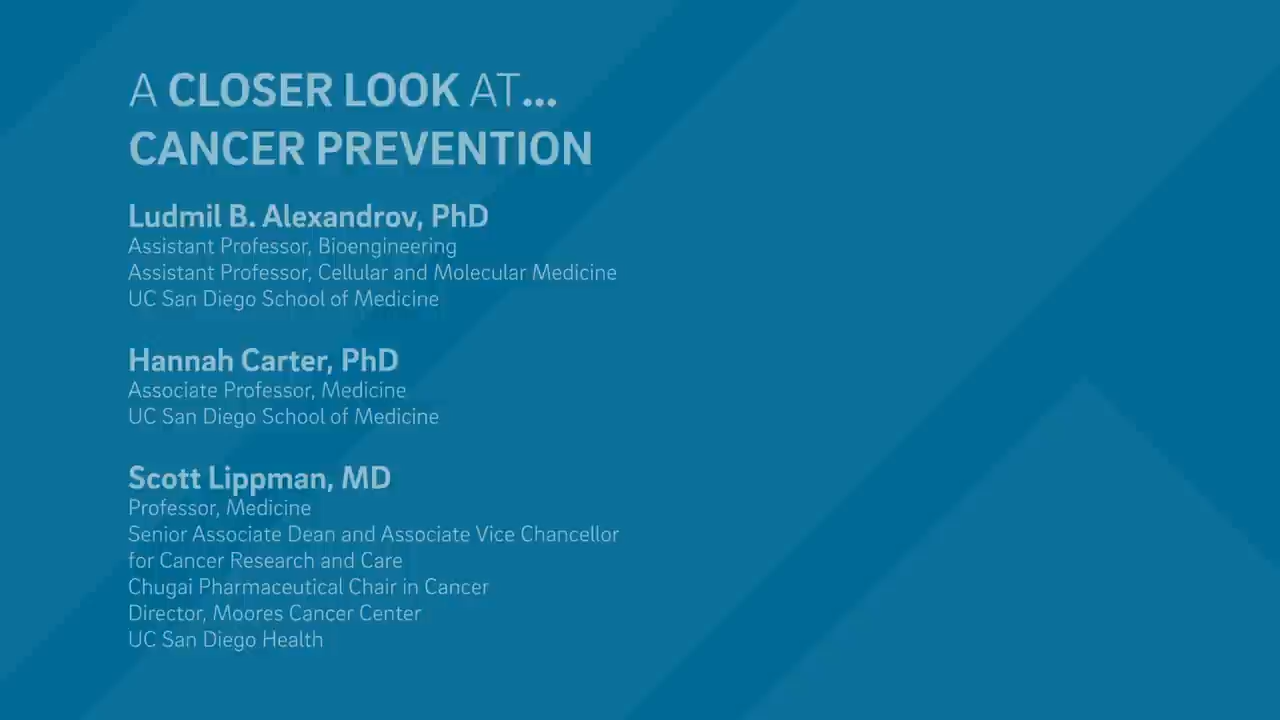 A CLOSER LOOK AT...
CANCER PREVENTION
Ludmil B. Alexandrov, PhD
Assistant Professor, Bioengineering
Assistant Professor, Cellular and Molecular Medicine
UC San Diego School of Medicine
Hannah Carter, PhD
Associate Professor, Medicine
UC San Diego School of Medicine
Scott Lippman, MD
Professor, Medicine
Senior Associate Dean and Associate Vice Chancellor
for Cancer Research and Care
Chugai Pharmaceutical Chair in Cancer
Director, Moores Cancer Center
UC San Diego Health